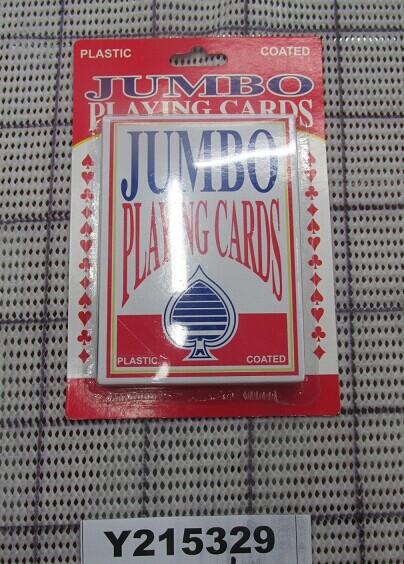 PLASTIC COATED
JUMBO
PLAYING CARDS
JUMBO
PLAYING CARDS
PLASTIC COATED
Y215329